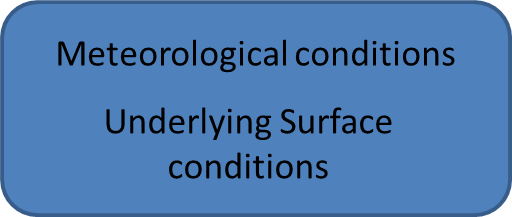 Meteorological conditions
Underlying Surface
conditions